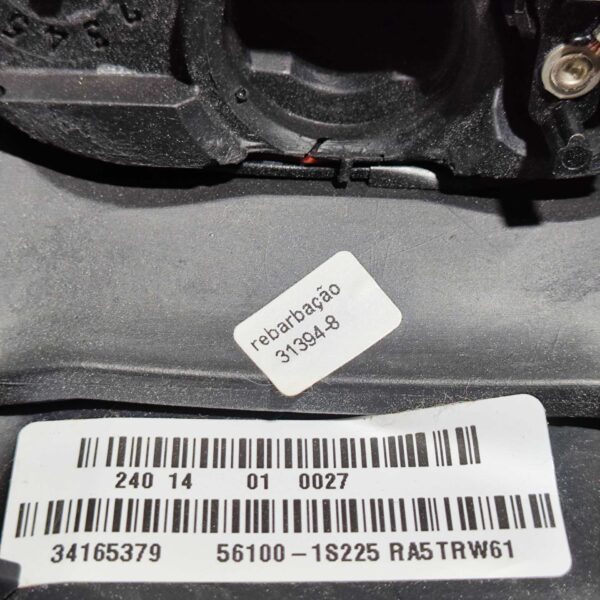 rebarbação
31394-8
240 14 01 0027
34165379 56100-1S225 RA5TRW61